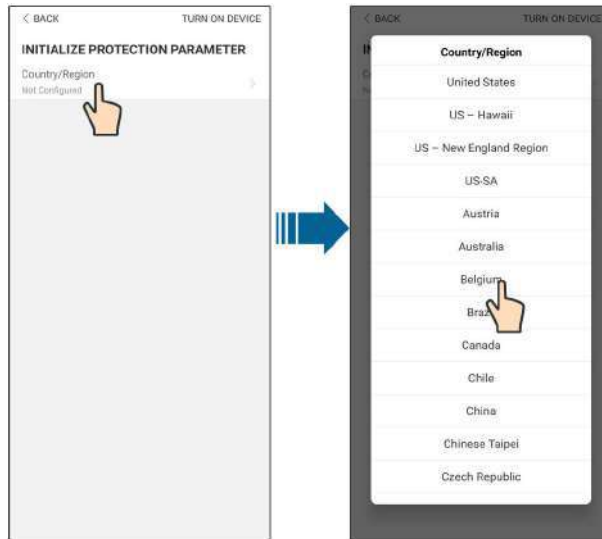 < BACK
TURN ON DEVICE
INITIALIZE PROTECTION PARAMETER
Country/Region
Not Configured
< BACK
TURN ON DEVICE
Country/Region
United States
US – Hawaii
US – New England Region
US-SA
Austria
Australia
Belgium
Canada
Chile
China
Chinese Taipei
Czech Republic